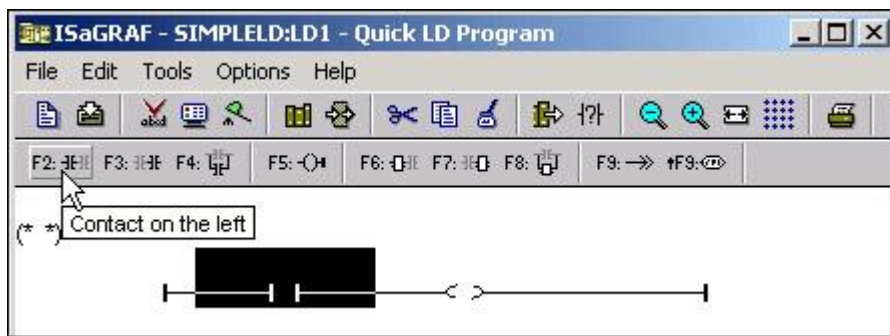 ISaGRAF - SIMPLELD:LD1 - Quick LD Program
File Edit Tools Options Help
F2: F3: F4: F5: F6: F7: F8: F9: ↑F9:
Contact on the left
(* *)